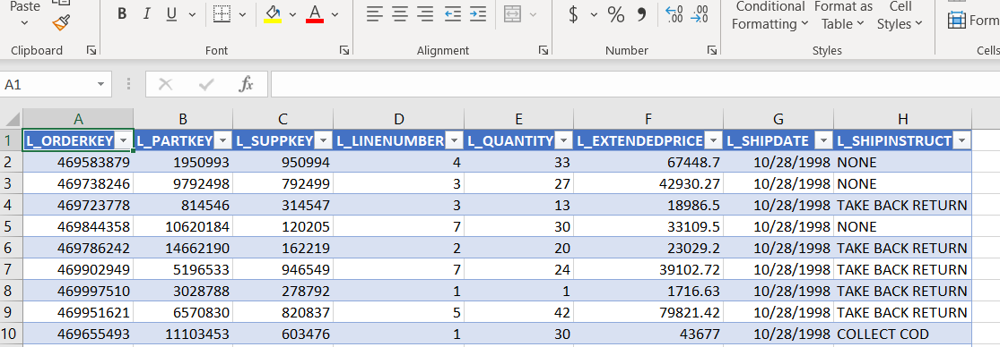 Paste
B I U $ % 9 .00 .00 Conditional Format as Cell
Formatting Table Styles Form
Clipboard Font Alignment Number Styles Cells
A1 fx
A B C D E F G H
1 L_ORDERKEY L_PARTKEY L_SUPPKEY L_LINENUMBER L_QUANTITY L_EXTENDEDPRICE L_SHIPDATE L_SHIPINSTRUCT
2 469583879 1950993 950994 4 33 67448.7 10/28/1998 NONE
3 469738246 9792498 792499 3 27 42930.27 10/28/1998 NONE
4 469723778 814546 314547 3 13 18986.5 10/28/1998 TAKE BACK RETURN
5 469844358 10620184 120205 7 30 33109.5 10/28/1998 NONE
6 469786242 14662190 162219 2 20 23029.2 10/28/1998 TAKE BACK RETURN
7 469902949 5196533 946549 7 24 39102.72 10/28/1998 TAKE BACK RETURN
8 469997510 3028788 278792 1 1 1716.63 10/28/1998 TAKE BACK RETURN
9 469951621 6570830 820837 5 42 79821.42 10/28/1998 TAKE BACK RETURN
10 469655493 11103453 603476 1 30 43677 10/28/1998 COLLECT COD